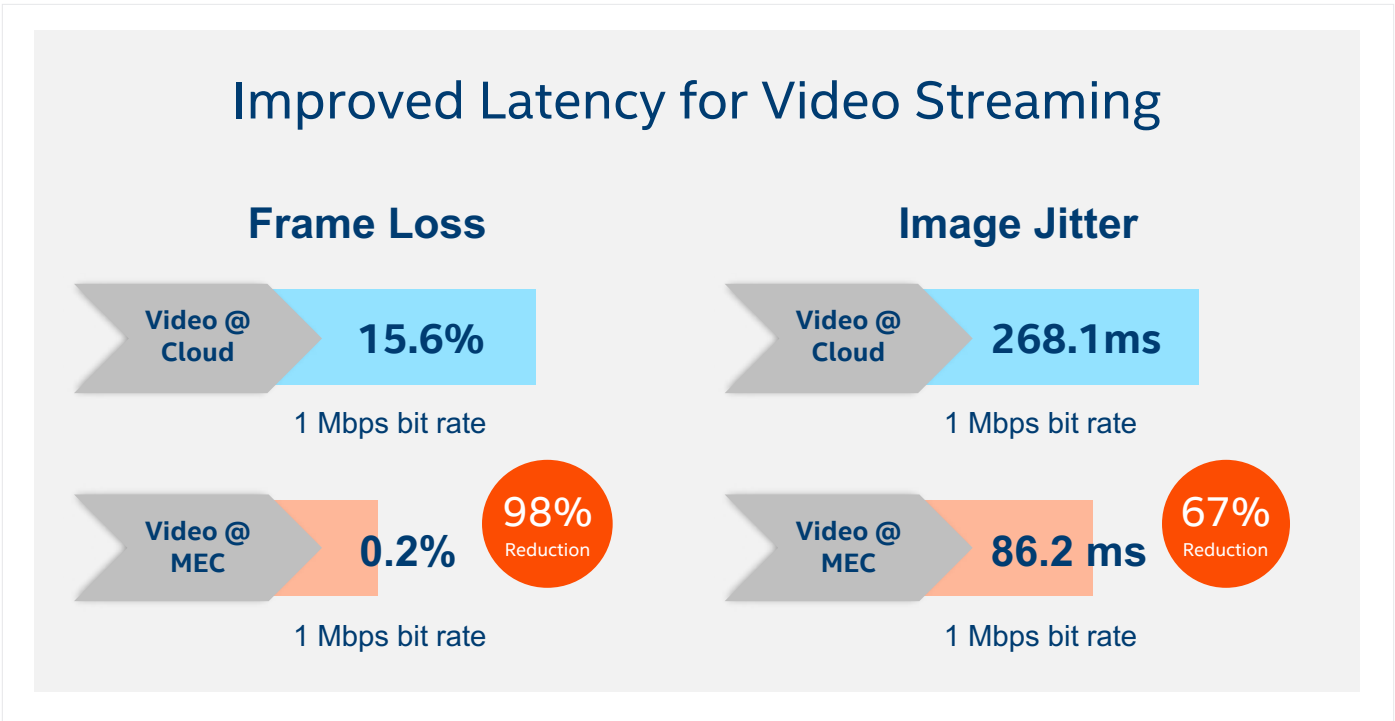 Improved Latency for Video Streaming
Frame Loss
Video @
Cloud
15.6%
1 Mbps bit rate
Video @
MEC
0.2%
98%
Reduction
1 Mbps bit rate
Image Jitter
Video @
Cloud
268.1ms
1 Mbps bit rate
Video @
MEC
86.2 ms
67%
Reduction
1 Mbps bit rate